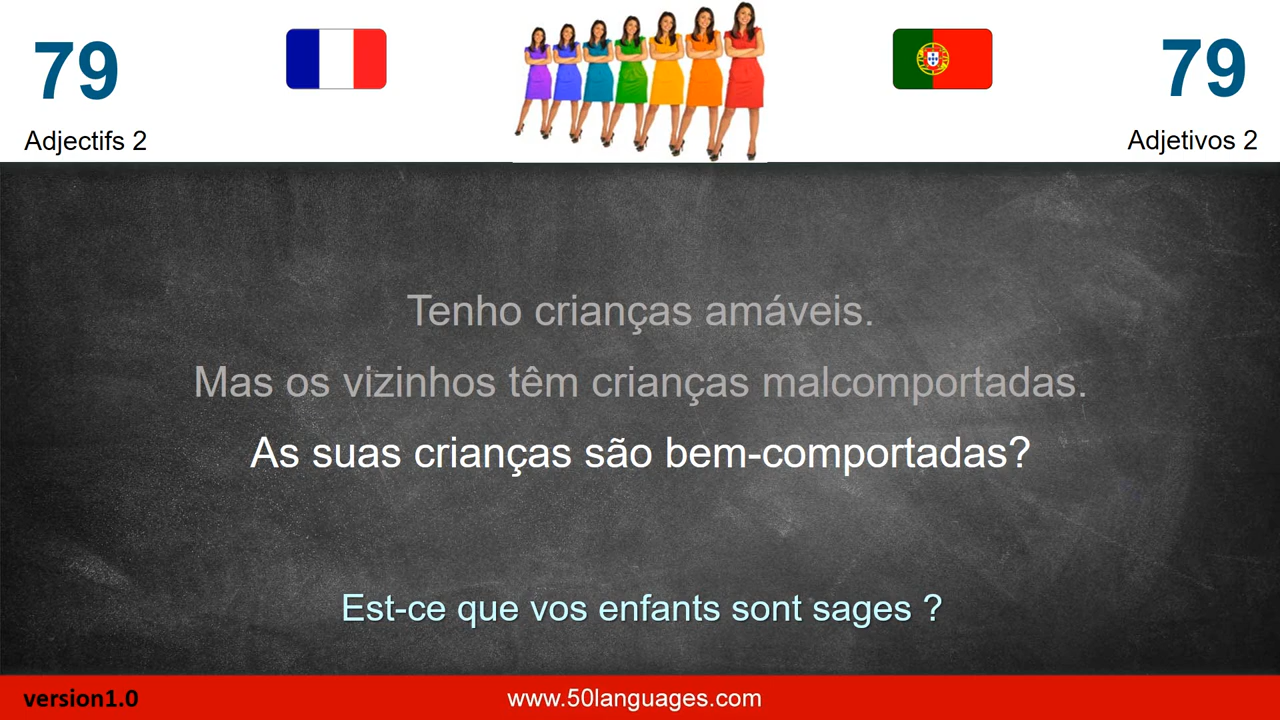 79
79
Adjectifs 2
Adjetivos 2
Tenho crianças amáveis.
Mas os vizinhos têm crianças malcomportadas.
As suas crianças são bem-comportadas?
Est-ce que vos enfants sont sages ?
version1.0
www.50languages.com